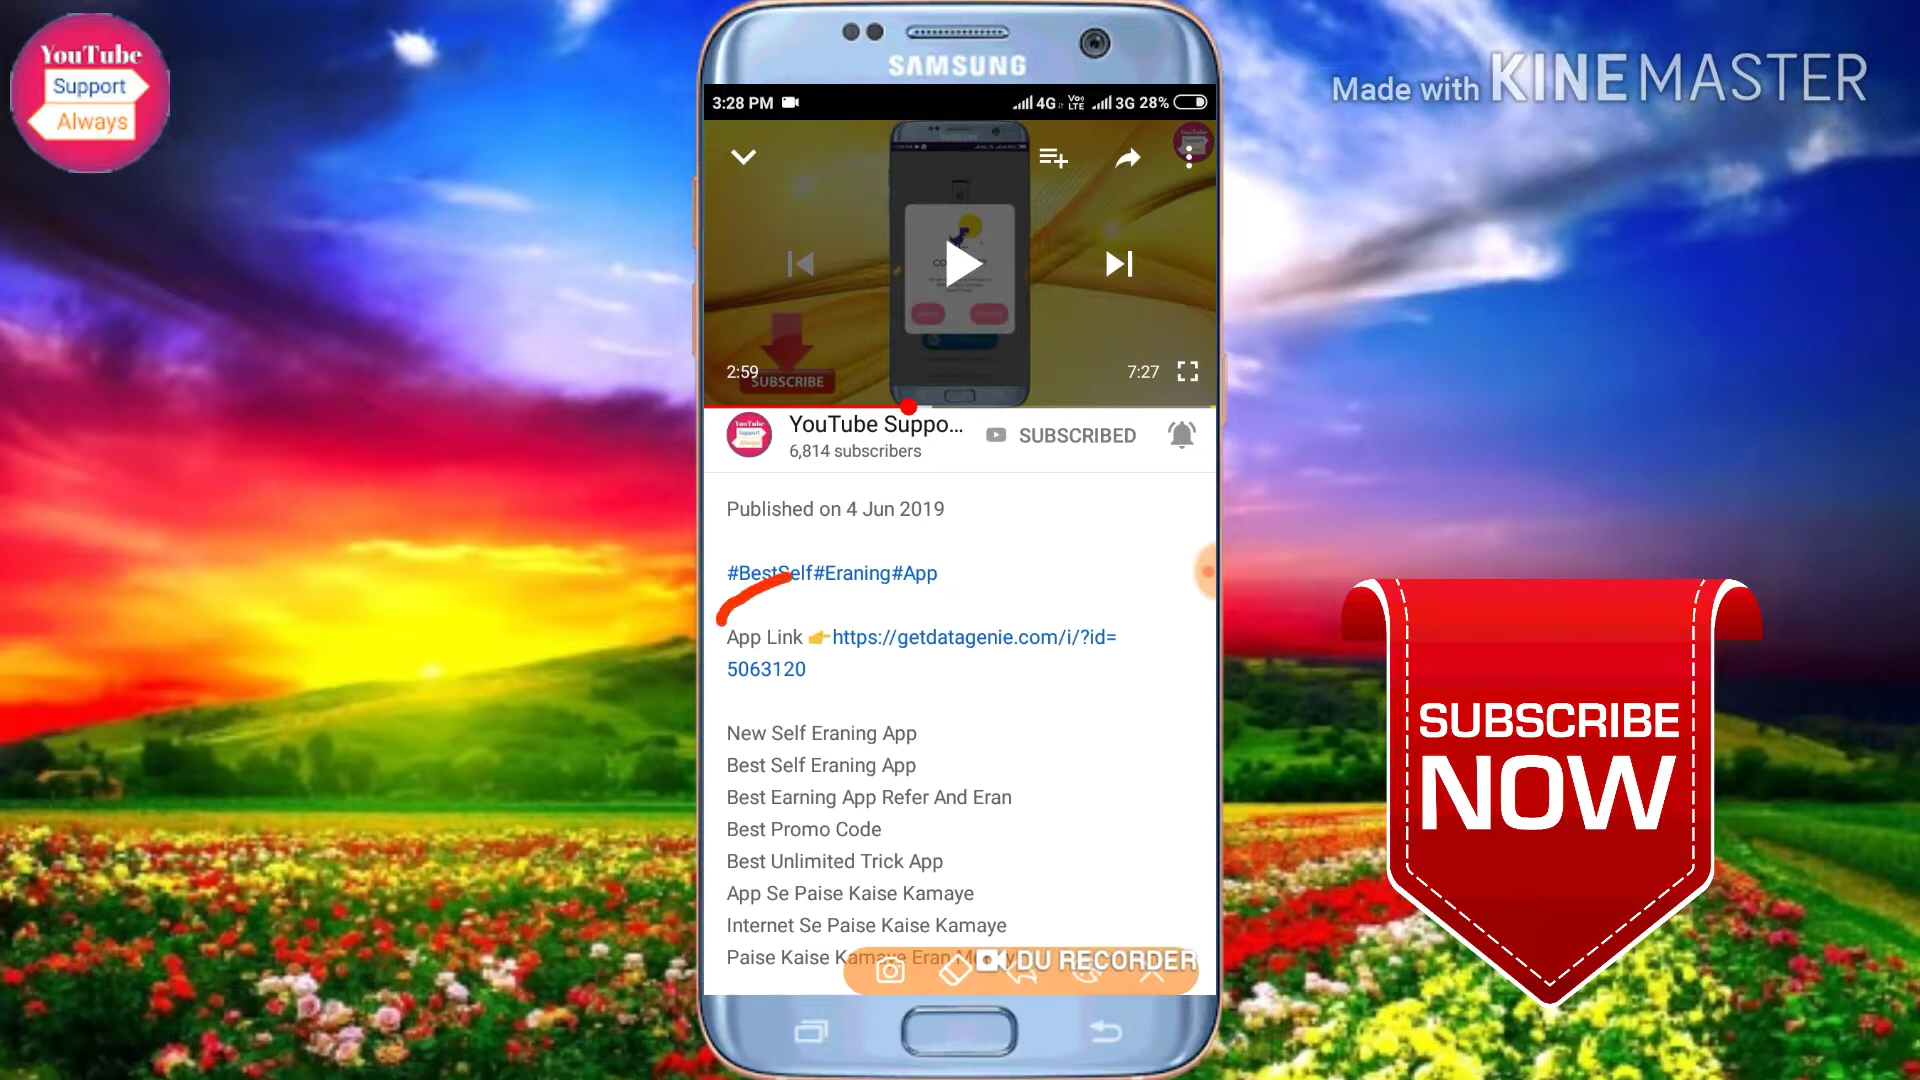 YouTube
Support
Always
Made with KINEMASTER
SAMSUNG
3:28 PM 4G VoLTE 3G 28%
2:59 7:27
SUBSCRIBE
YouTube Suppo...
SUBSCRIBED
6,814 subscribers
Published on 4 Jun 2019
#BestSelf#Eraning#App
App Link 👉https://getdatagenie.com/i/?id=
5063120
New Self Eraning App
Best Self Eraning App
Best Earning App Refer And Eran
Best Promo Code
Best Unlimited Trick App
App Se Paise Kaise Kamaye
Internet Se Paise Kaise Kamaye
Paise Kaise Kamaye Eran Money
DU RECORDER
SUBSCRIBE
NOW